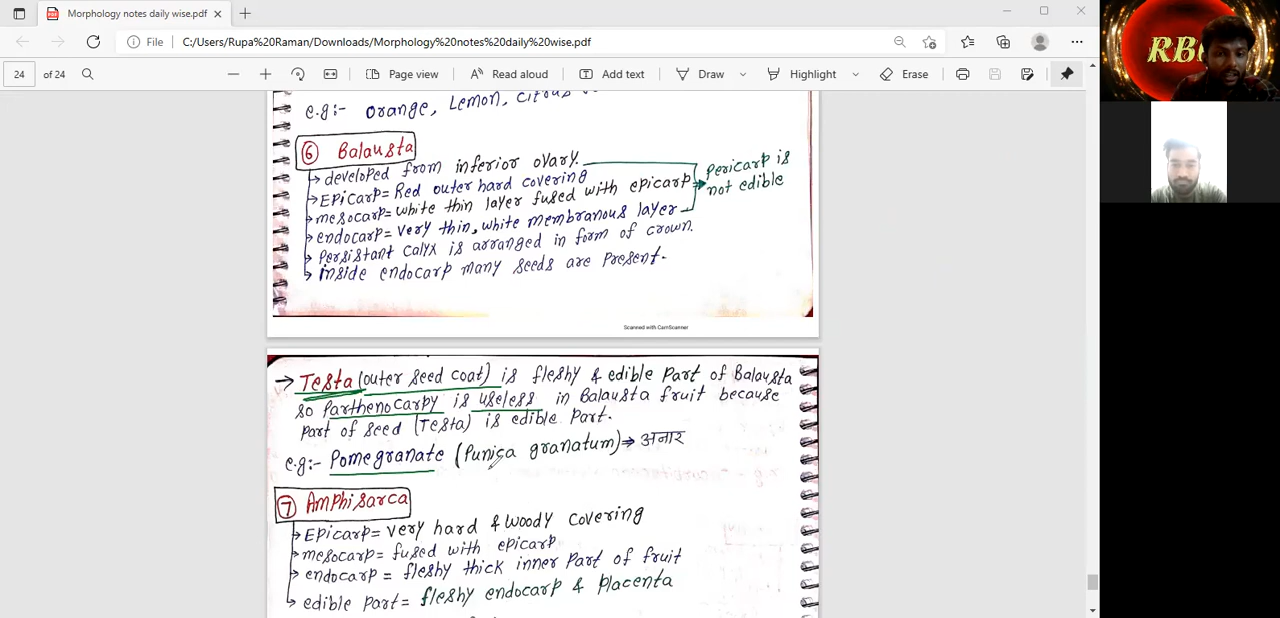 Morphology notes daily wise.pdf
File C:/Users/Rupa%20Raman/Downloads/Morphology%20notes%20daily%20wise.pdf
24 of 24 Page view Read aloud Add text Draw Highlight Erase
RB
e.g:- orange, Lemon, citrus
⑥ Balausta
→ developed from inferior ovary.
→ EPicarp= Red outer hard covering
→ mesocarp= white thin layer fused with epicarp
→ endocarp= very thin, white membranous layer
Pericarp is
not edible
→ Persistant calyx is arranged in form of crown.
→ inside endocarp many seeds are Present.
Scanned with CamScanner
→ Testa (outer seed coat) is fleshy & edible Part of Balausta
so Parthenocarpy is useless in Balausta fruit because
Part of seed (Testa) is edible Part.
e.g:- Pomegranate (Punica granatum) → अनार
⑦ Amphisarca
→ EPicarp= very hard & woody covering
→ mesocarp= fused with epicarp
→ endocarp = fleshy thick inner Part of fruit
→ edible part= fleshy endocarp & Placenta